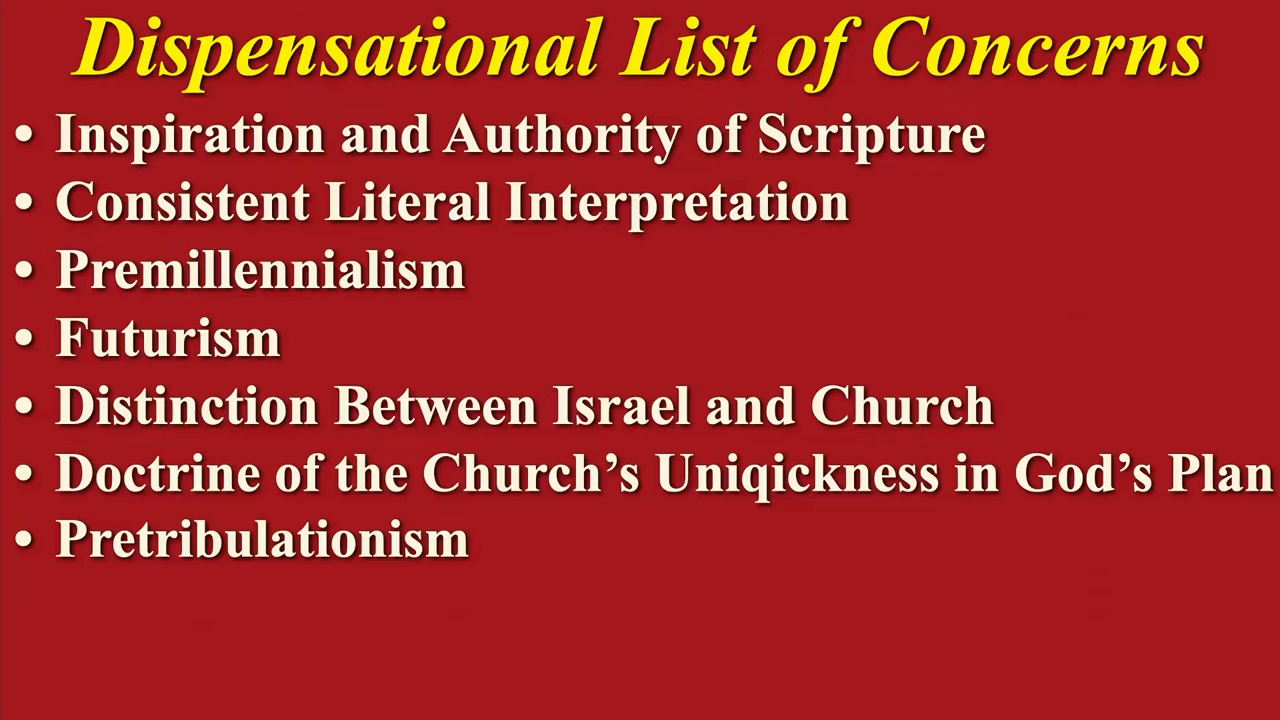 Dispensational List of Concerns
• Inspiration and Authority of Scripture
• Consistent Literal Interpretation
• Premillennialism
• Futurism
• Distinction Between Israel and Church
• Doctrine of the Church’s Uniqickness in God’s Plan
• Pretribulationism